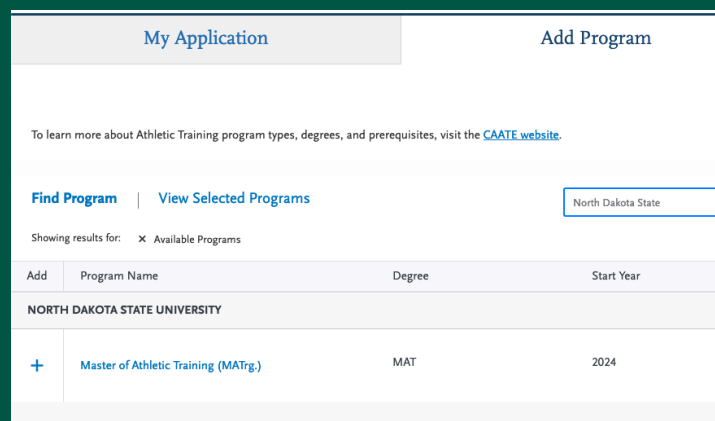 My Application
Add Program
To learn more about Athletic Training program types, degrees, and prerequisites, visit the CAATE website.
Find Program | View Selected Programs
North Dakota State
Showing results for: × Available Programs
Add Program Name Degree Start Year
NORTH DAKOTA STATE UNIVERSITY
+ Master of Athletic Training (MATrg.) MAT 2024